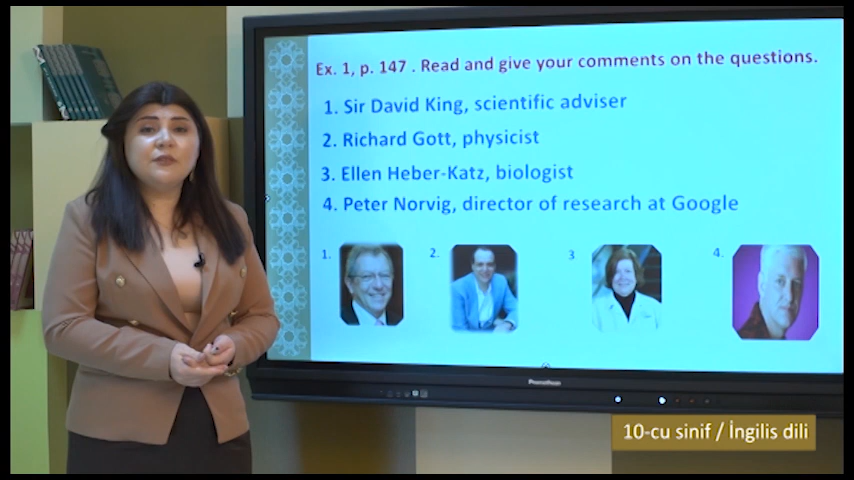 Ex. 1, p. 147 . Read and give your comments on the questions.
1. Sir David King, scientific adviser
2. Richard Gott, physicist
3. Ellen Heber-Katz, biologist
4. Peter Norvig, director of research at Google
1.
2.
3
4.
Promethean
10-cu sinif / İngilis dili